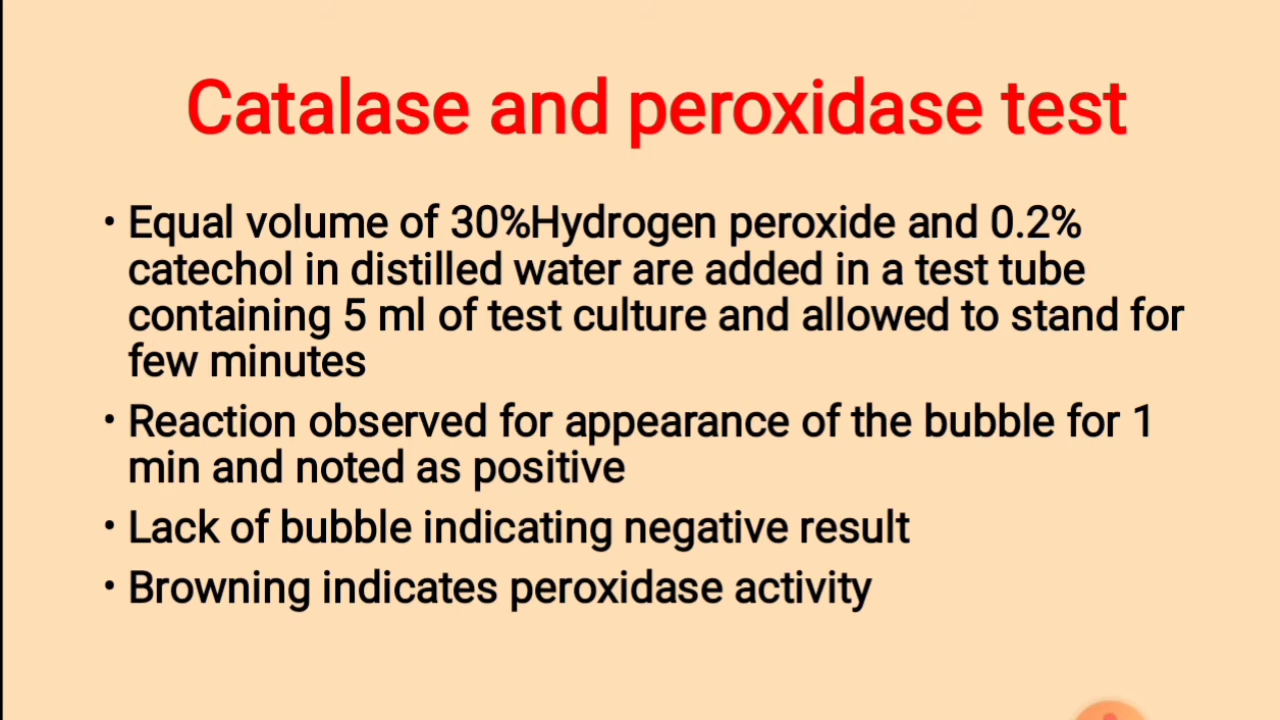 Catalase and peroxidase test
• Equal volume of 30%Hydrogen peroxide and 0.2%
catechol in distilled water are added in a test tube
containing 5 ml of test culture and allowed to stand for
few minutes
• Reaction observed for appearance of the bubble for 1
min and noted as positive
• Lack of bubble indicating negative result
• Browning indicates peroxidase activity